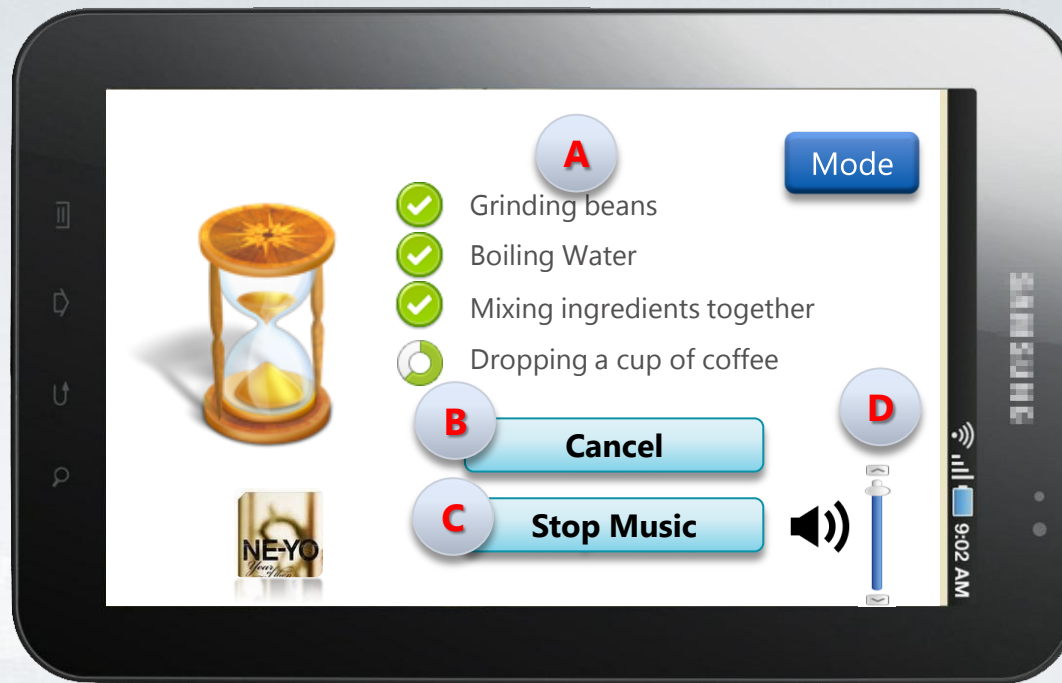 A
Mode
Grinding beans
Boiling Water
Mixing ingredients together
Dropping a cup of coffee
B
Cancel
D
C
Stop Music
NE-YO
Year
9:02 AM